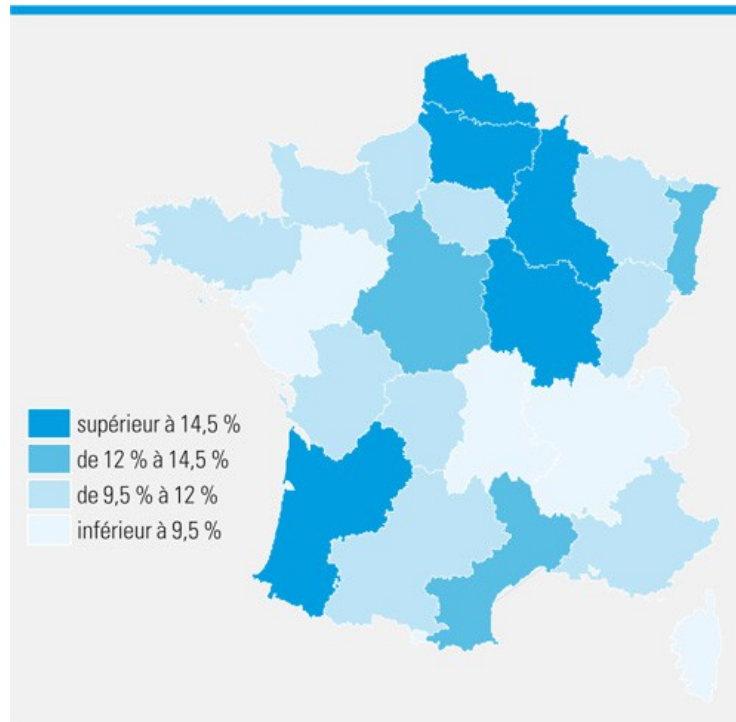 supérieur à 14,5 %
de 12 % à 14,5 %
de 9,5 % à 12 %
inférieur à 9,5 %